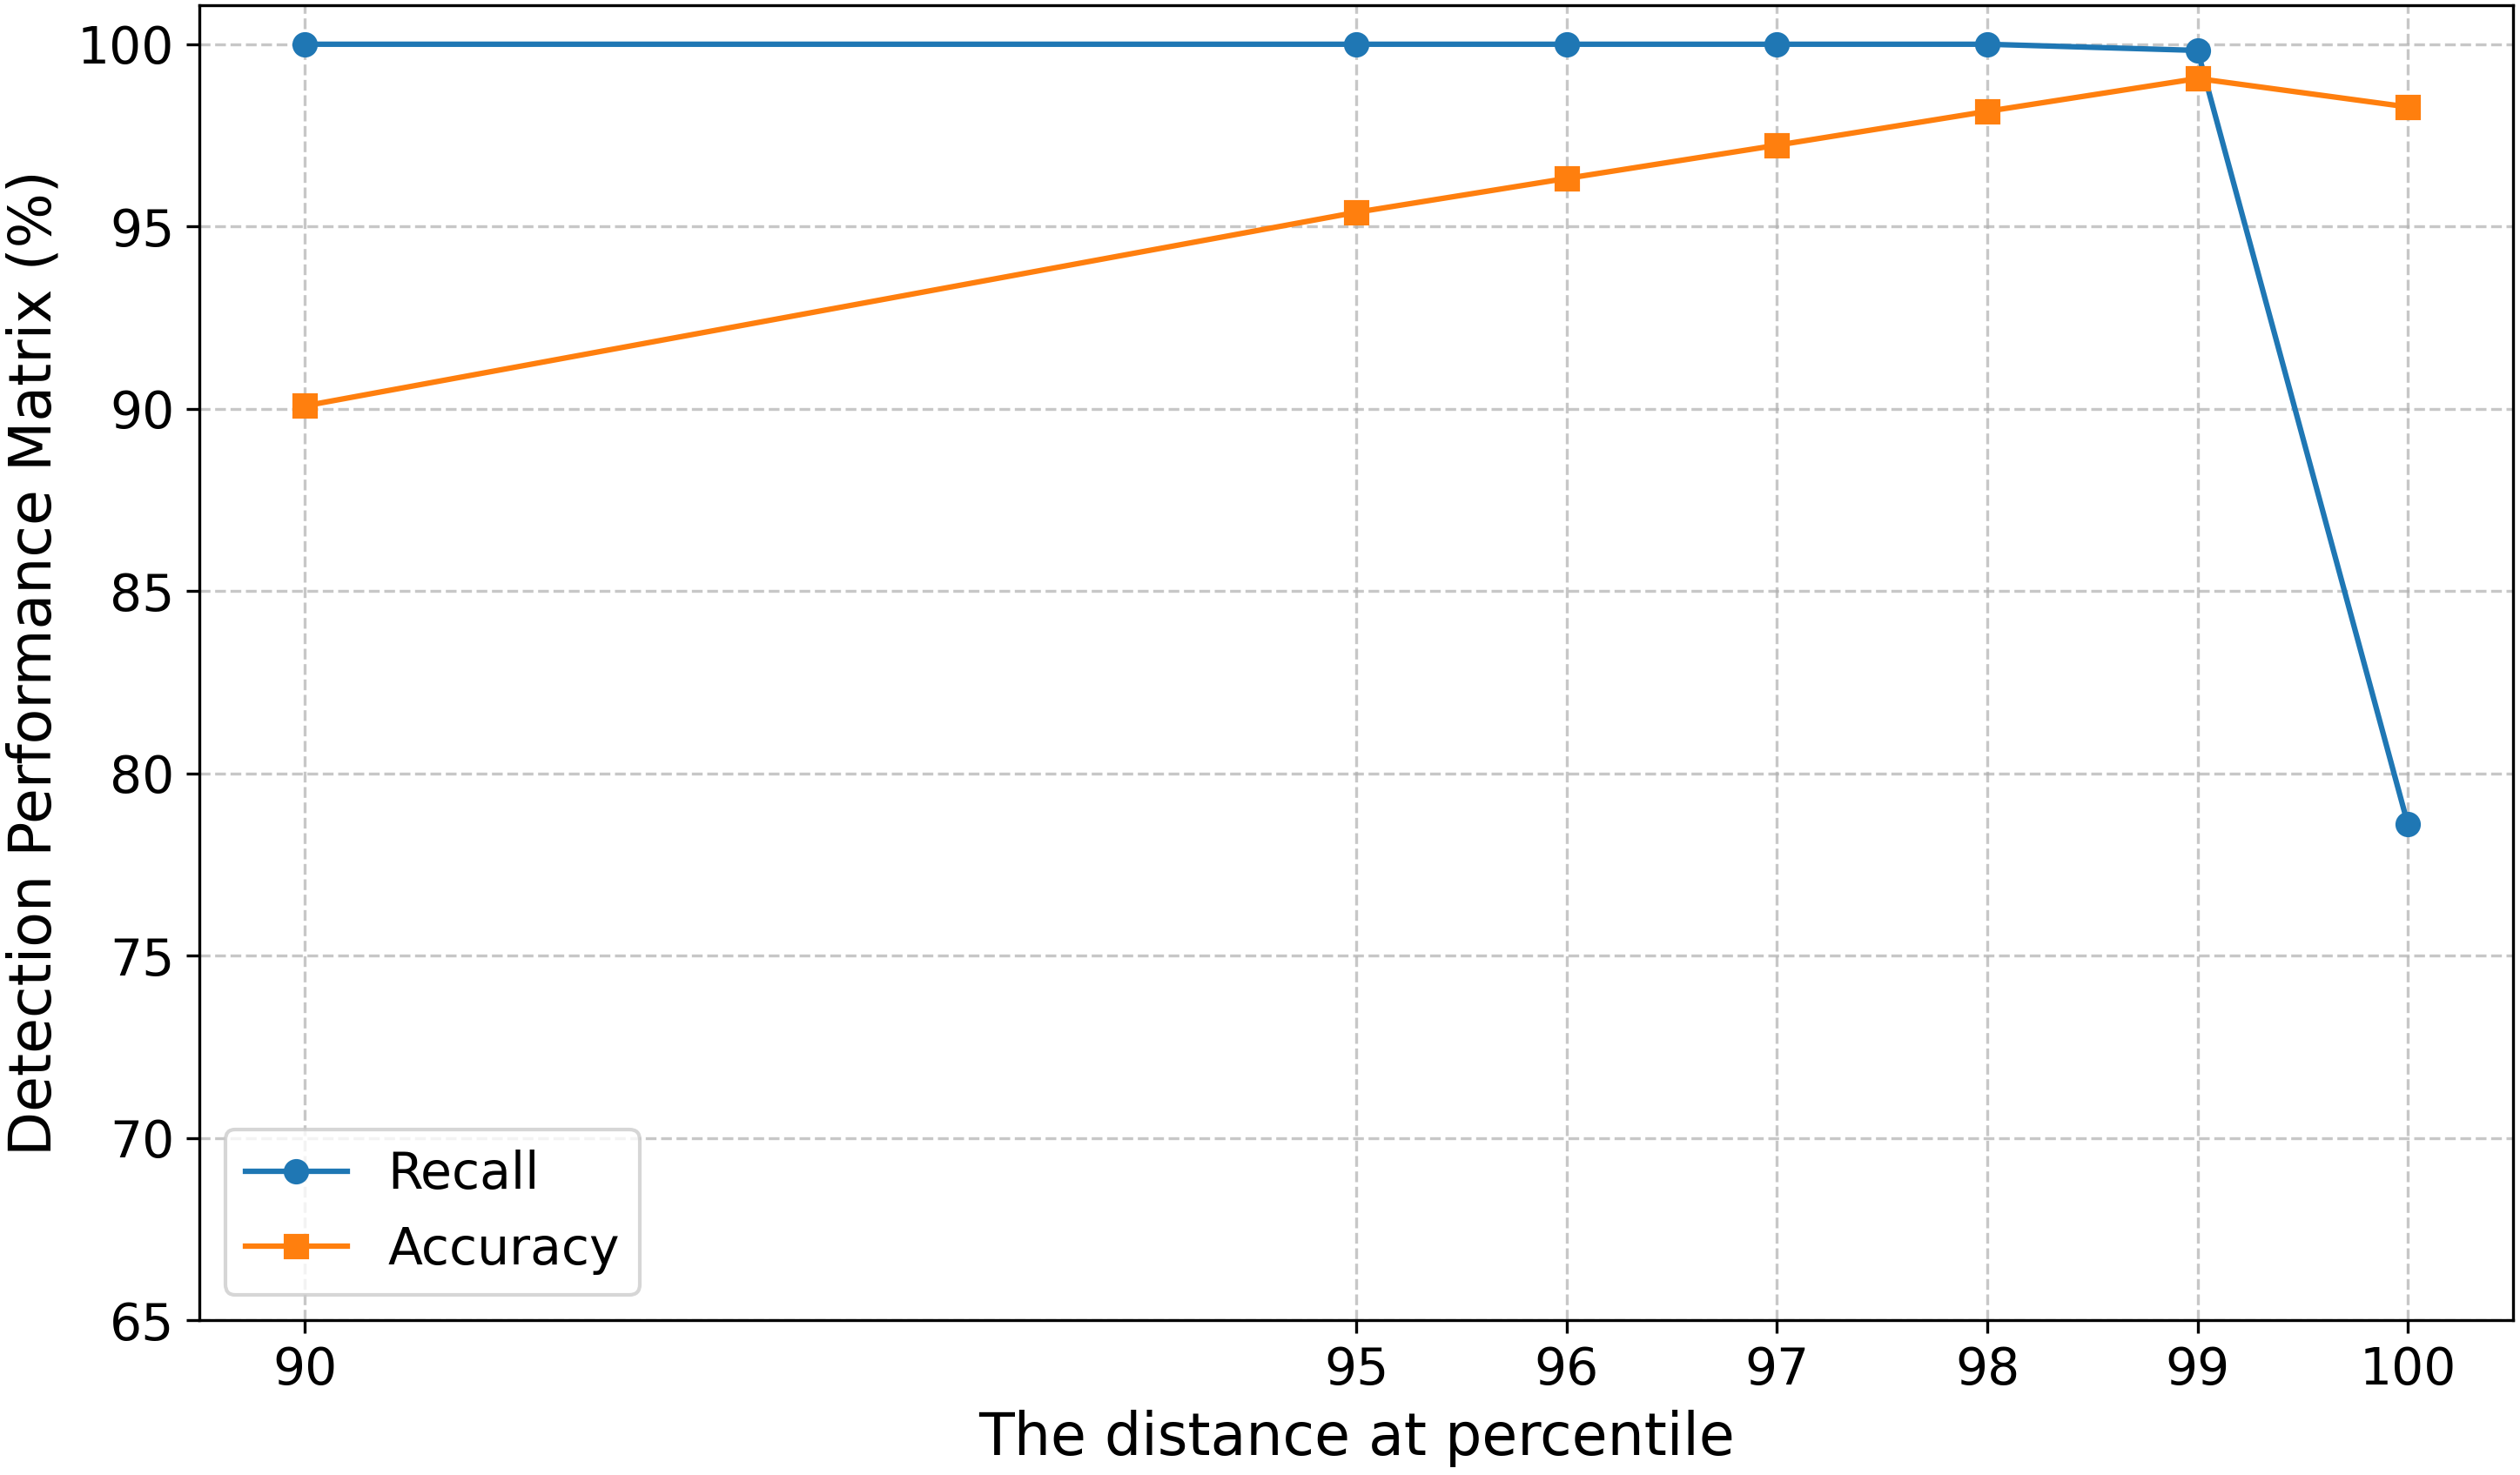 Detection Performance Matrix (%)
100
95
90
85
80
75
70
65
Recall
Accuracy
90 95 96 97 98 99 100
The distance at percentile